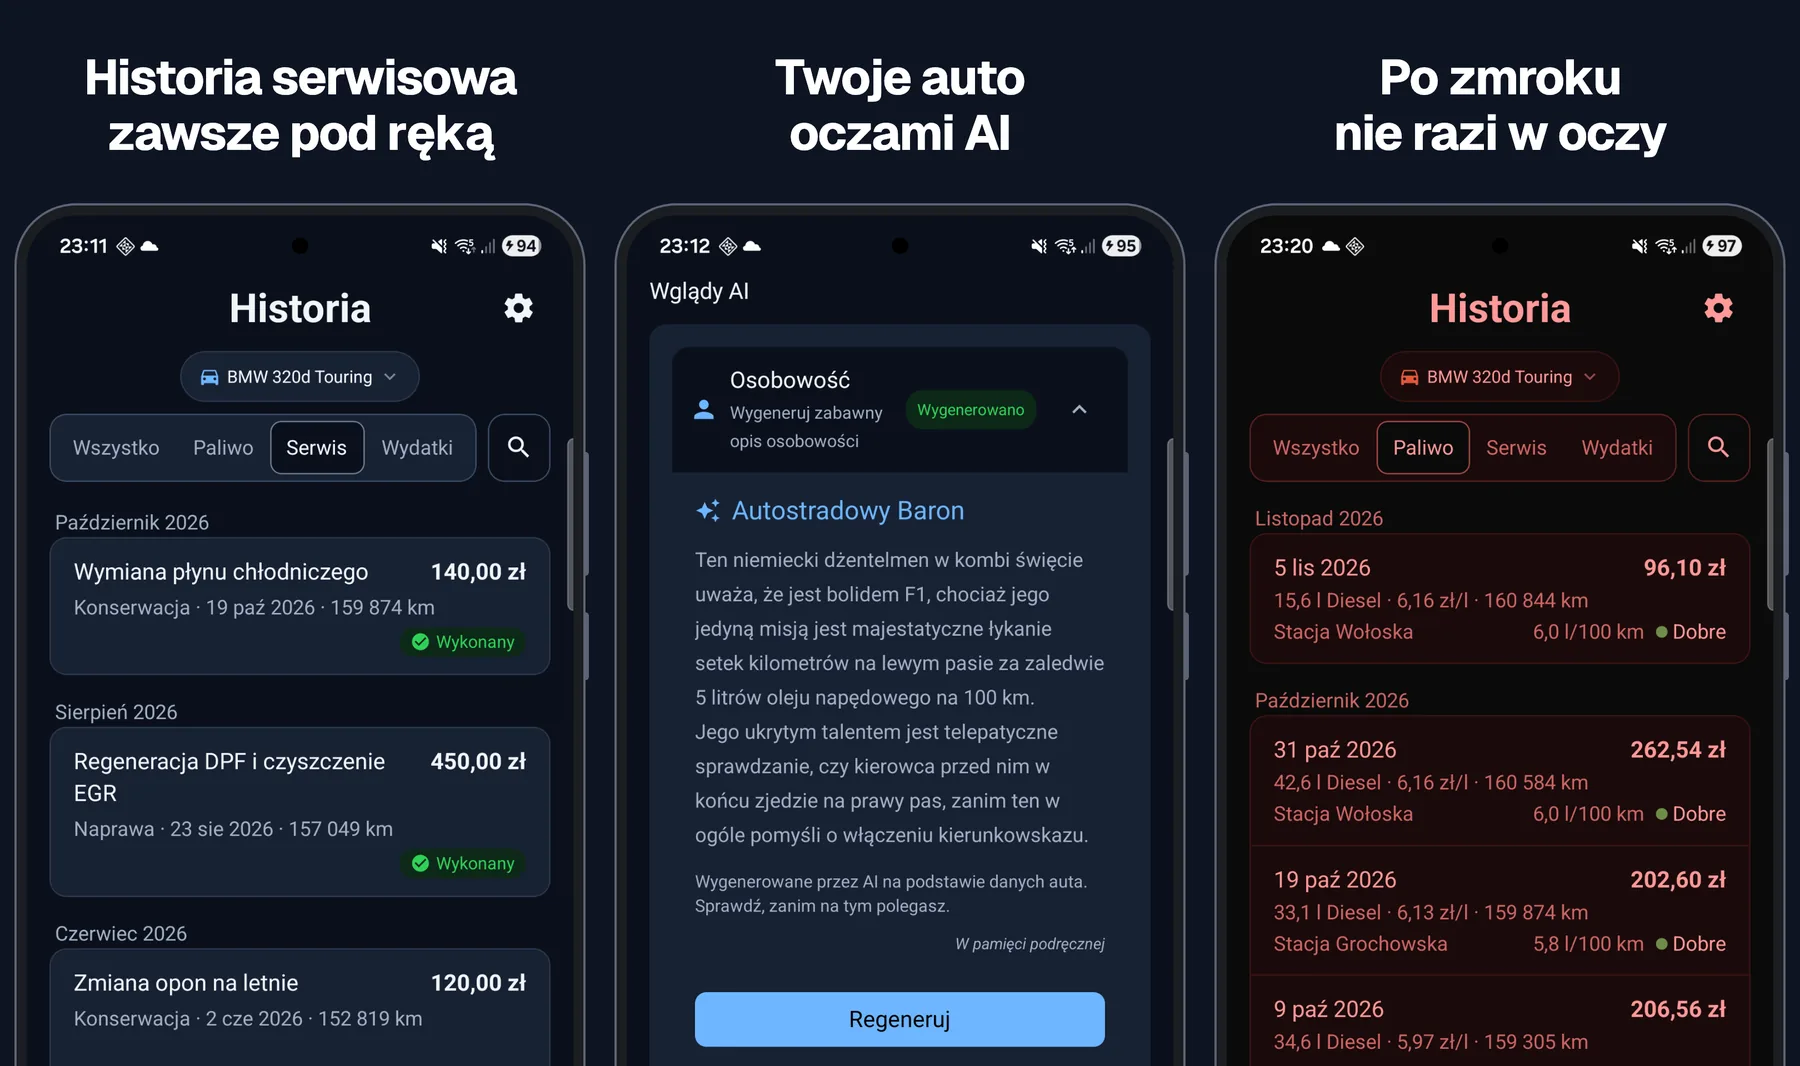 Historia serwisowa
zawsze pod ręką
23:11
94
Historia
BMW 320d Touring
Wszystko Paliwo Serwis Wydatki
Październik 2026
Wymiana płynu chłodniczego 140,00 zł
Konserwacja · 19 paź 2026 · 159 874 km
Wykonany
Sierpień 2026
Regeneracja DPF i czyszczenie 450,00 zł
EGR
Naprawa · 23 sie 2026 · 157 049 km
Wykonany
Czerwiec 2026
Zmiana opon na letnie 120,00 zł
Konserwacja · 2 cze 2026 · 152 819 km
Twoje auto
oczami AI
23:12
95
Wglądy AI
Osobowość
Wygeneruj zabawny
opis osobowości
Wygenerowano
Autostradowy Baron
Ten niemiecki dżentelmen w kombi święcie
uważa, że jest bolidem F1, chociaż jego
jedyną misją jest majestatyczne łykanie
setek kilometrów na lewym pasie za zaledwie
5 litrów oleju napędowego na 100 km.
Jego ukrytym talentem jest telepatyczne
sprawdzanie, czy kierowca przed nim w
końcu zjedzie na prawy pas, zanim ten w
ogóle pomyśli o włączeniu kierunkowskazu.
Wygenerowane przez AI na podstawie danych auta.
Sprawdź, zanim na tym polegasz.
W pamięci podręcznej
Regeneruj
Po zmroku
nie razi w oczy
23:20
97
Historia
BMW 320d Touring
Wszystko Paliwo Serwis Wydatki
Listopad 2026
5 lis 2026 96,10 zł
15,6 l Diesel · 6,16 zł/l · 160 844 km
Stacja Wołoska 6,0 l/100 km Dobre
Październik 2026
31 paź 2026 262,54 zł
42,6 l Diesel · 6,16 zł/l · 160 584 km
Stacja Wołoska 6,0 l/100 km Dobre
19 paź 2026 202,60 zł
33,1 l Diesel · 6,13 zł/l · 159 874 km
Stacja Grochowska 5,8 l/100 km Dobre
9 paź 2026 206,56 zł
34,6 l Diesel · 5,97 zł/l · 159 305 km